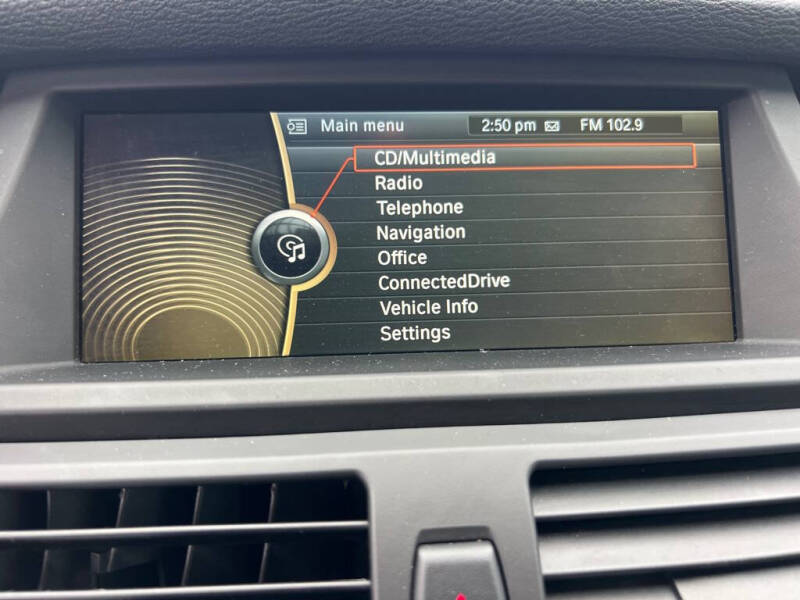 Main menu 2:50 pm FM 102.9
CD/Multimedia
Radio
Telephone
Navigation
Office
ConnectedDrive
Vehicle Info
Settings